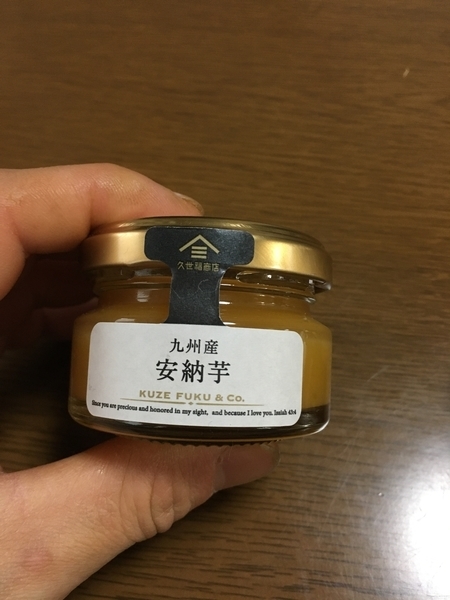 久世福商店
九州産
安納芋
KUZE FUKU & Co.
Since you are precious and honored in my sight, and because I love you. Isaiah 43:4